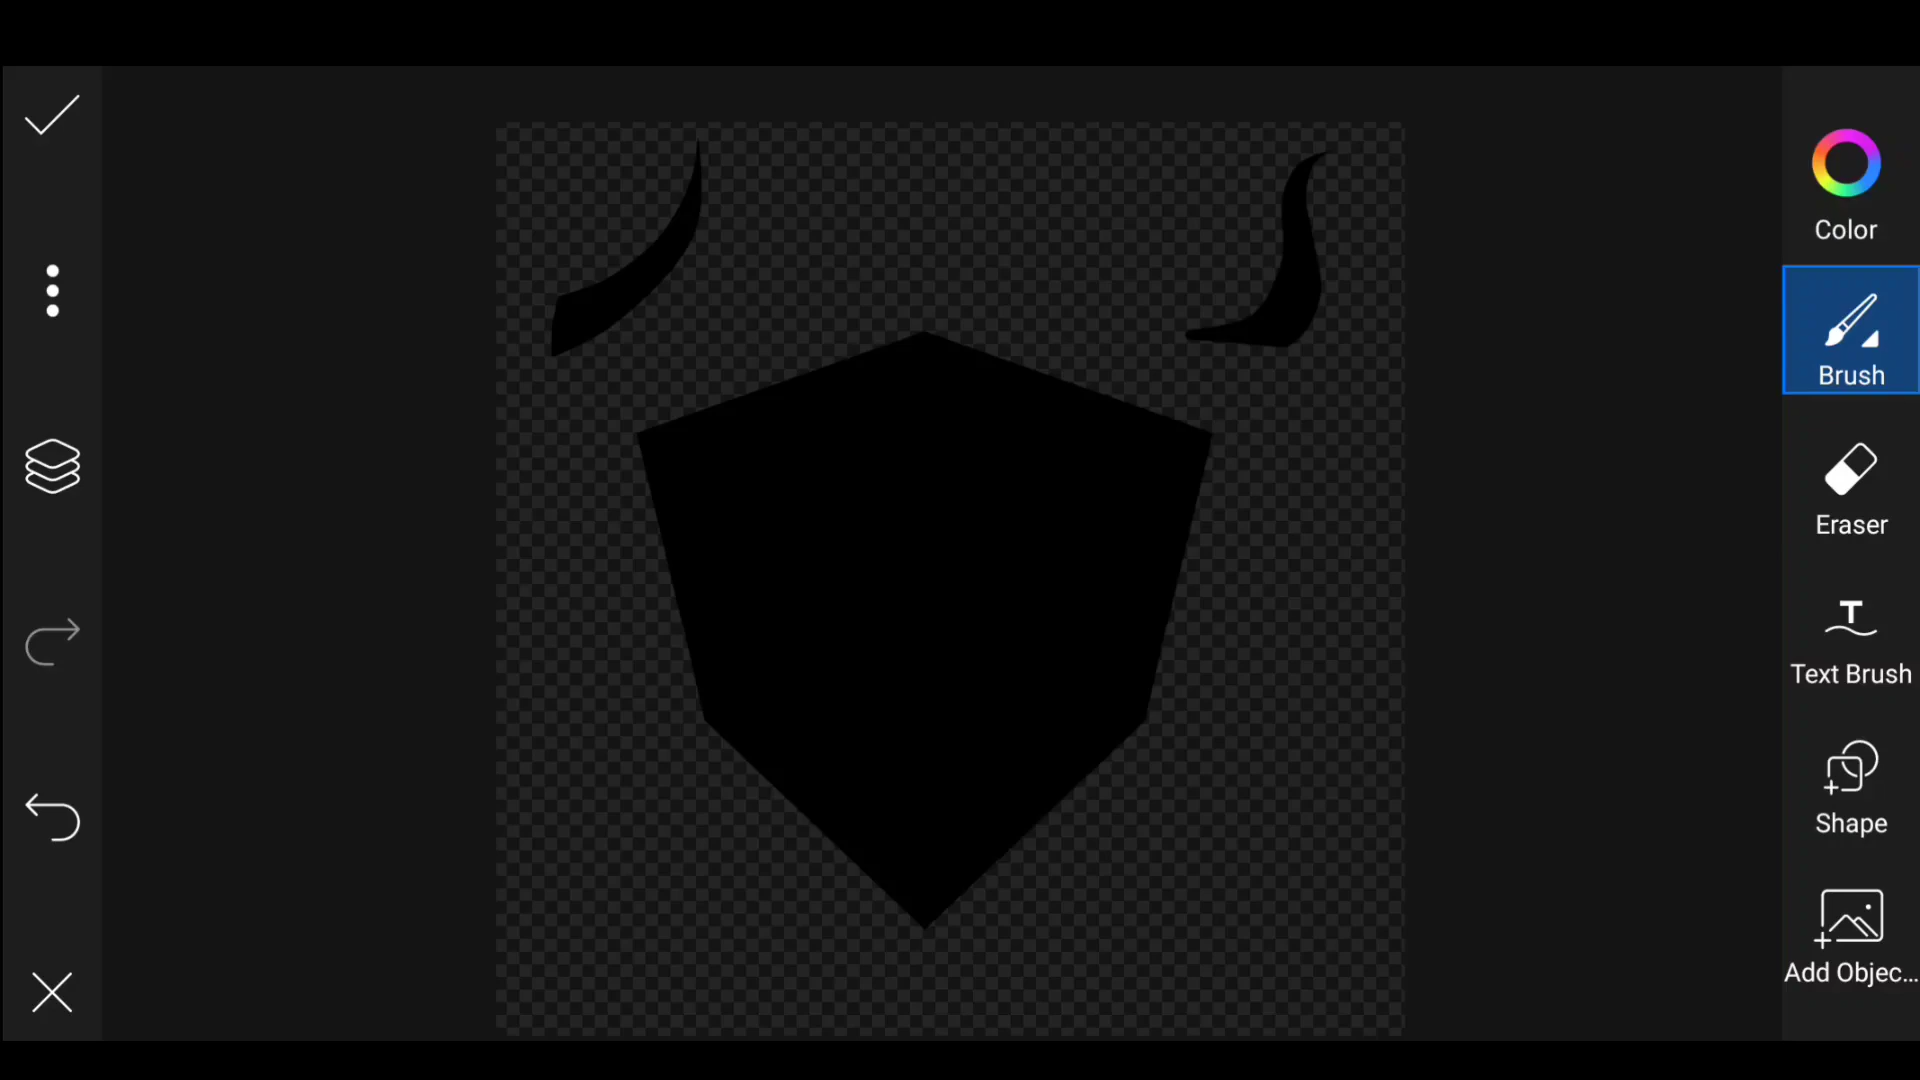 Color
Brush
Eraser
T
Text Brush
Shape
Add Objec...